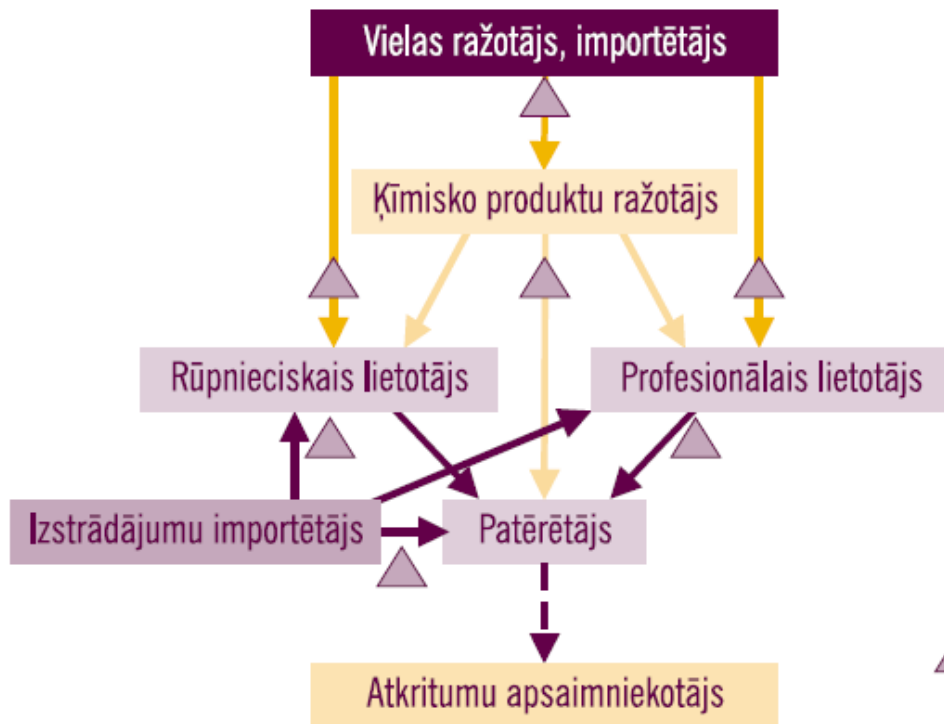 Vielas ražotājs, importētājs
Ķīmisko produktu ražotājs
Rūpnieciskais lietotājs
Profesionālais lietotājs
Izstrādājumu importētājs
Patērētājs
Atkritumu apsaimniekotājs